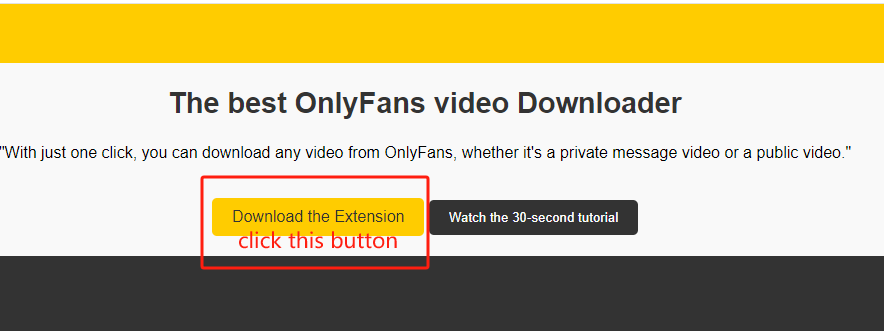 The best OnlyFans video Downloader
"With just one click, you can download any video from OnlyFans, whether it's a private message video or a public video."
Download the Extension
Watch the 30-second tutorial
click this button